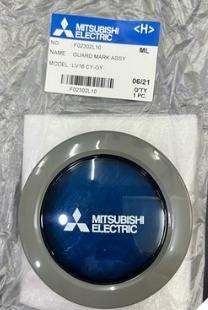 MITSUBISHI
ELECTRIC
<H>
NO F02302L10 ML
NAME : GUARD MARK ASSY
MODEL : LV16 CY-GY
06/21
F02302L10 Q'TY
1 PC.
MITSUBISHI
ELECTRIC